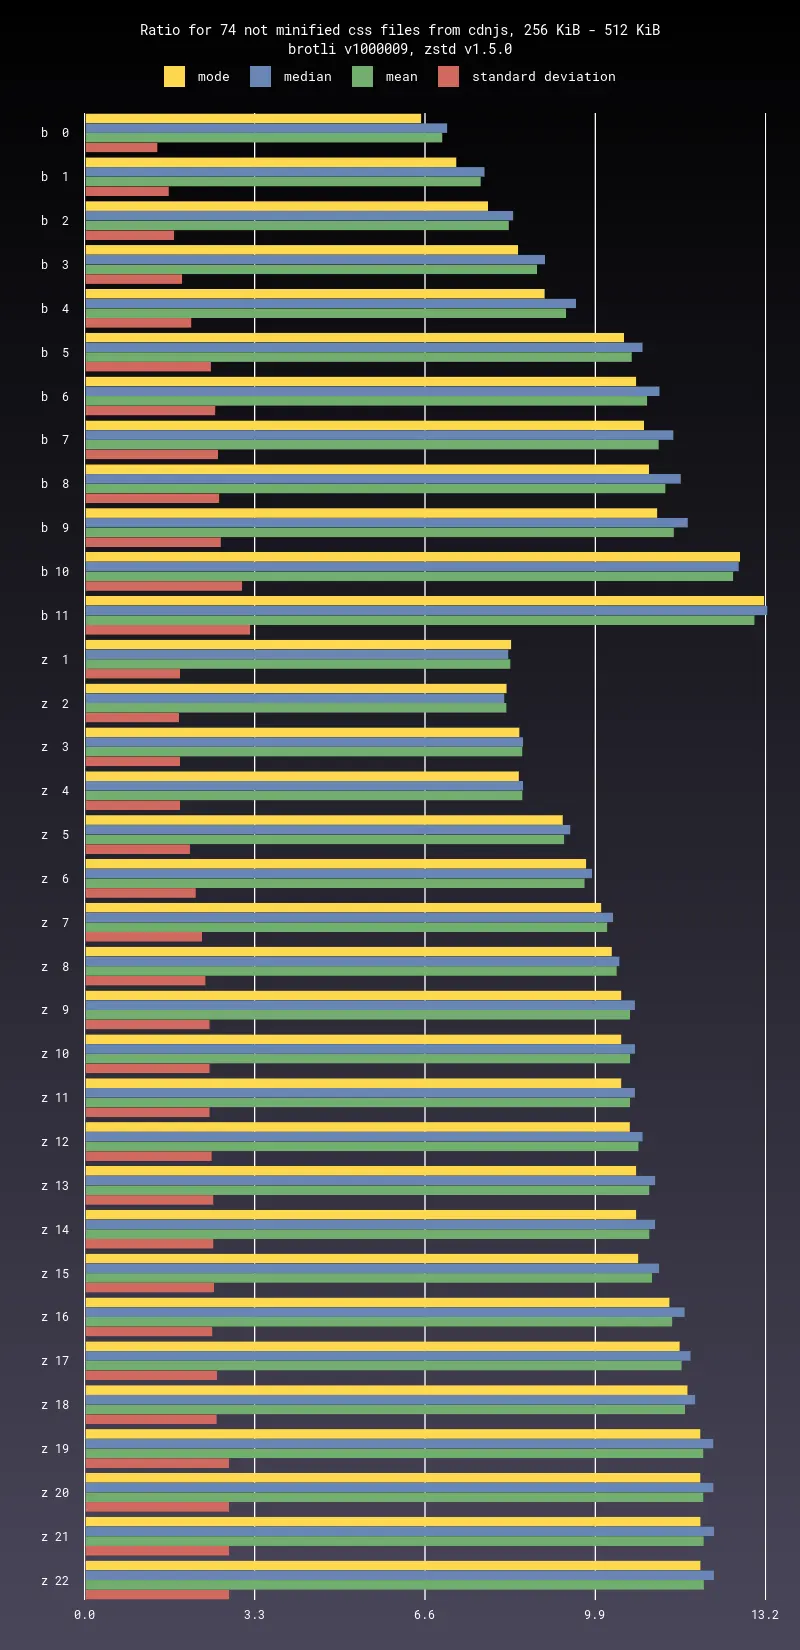 Ratio for 74 not minified css files from cdnjs, 256 KiB - 512 KiB
brotli v1000009, zstd v1.5.0
mode median mean standard deviation
b 0
b 1
b 2
b 3
b 4
b 5
b 6
b 7
b 8
b 9
b 10
b 11
z 1
z 2
z 3
z 4
z 5
z 6
z 7
z 8
z 9
z 10
z 11
z 12
z 13
z 14
z 15
z 16
z 17
z 18
z 19
z 20
z 21
z 22
0.0 3.3 6.6 9.9 13.2